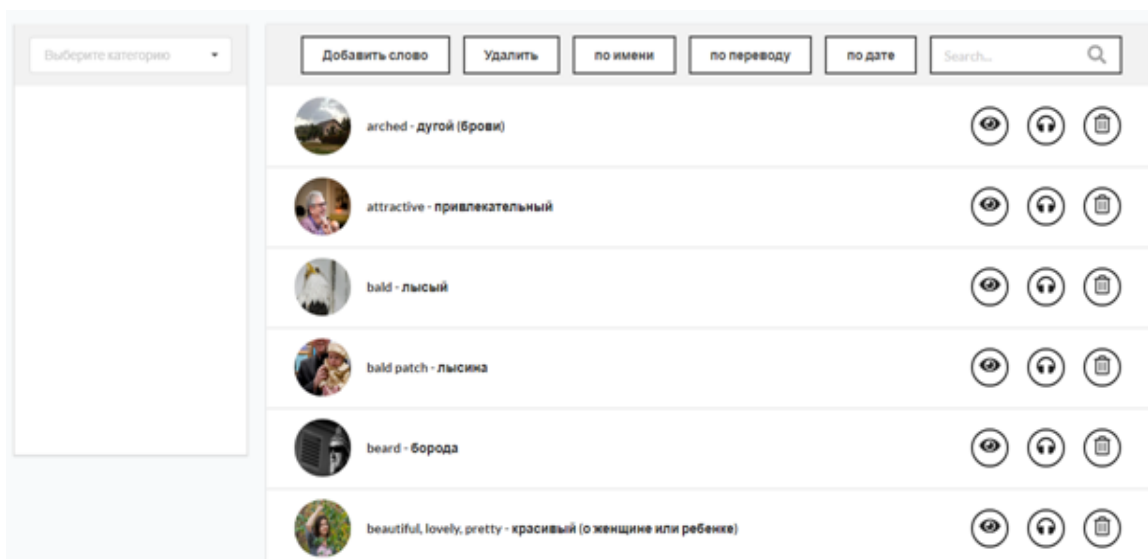 Выберите категорию
Добавить слово Удалить по имени по переводу по дате Search...
arched - дугой (брови)
attractive - привлекательный
bald - лысый
bald patch - лысина
beard - борода
beautiful, lovely, pretty - красивый (о женщине или ребенке)